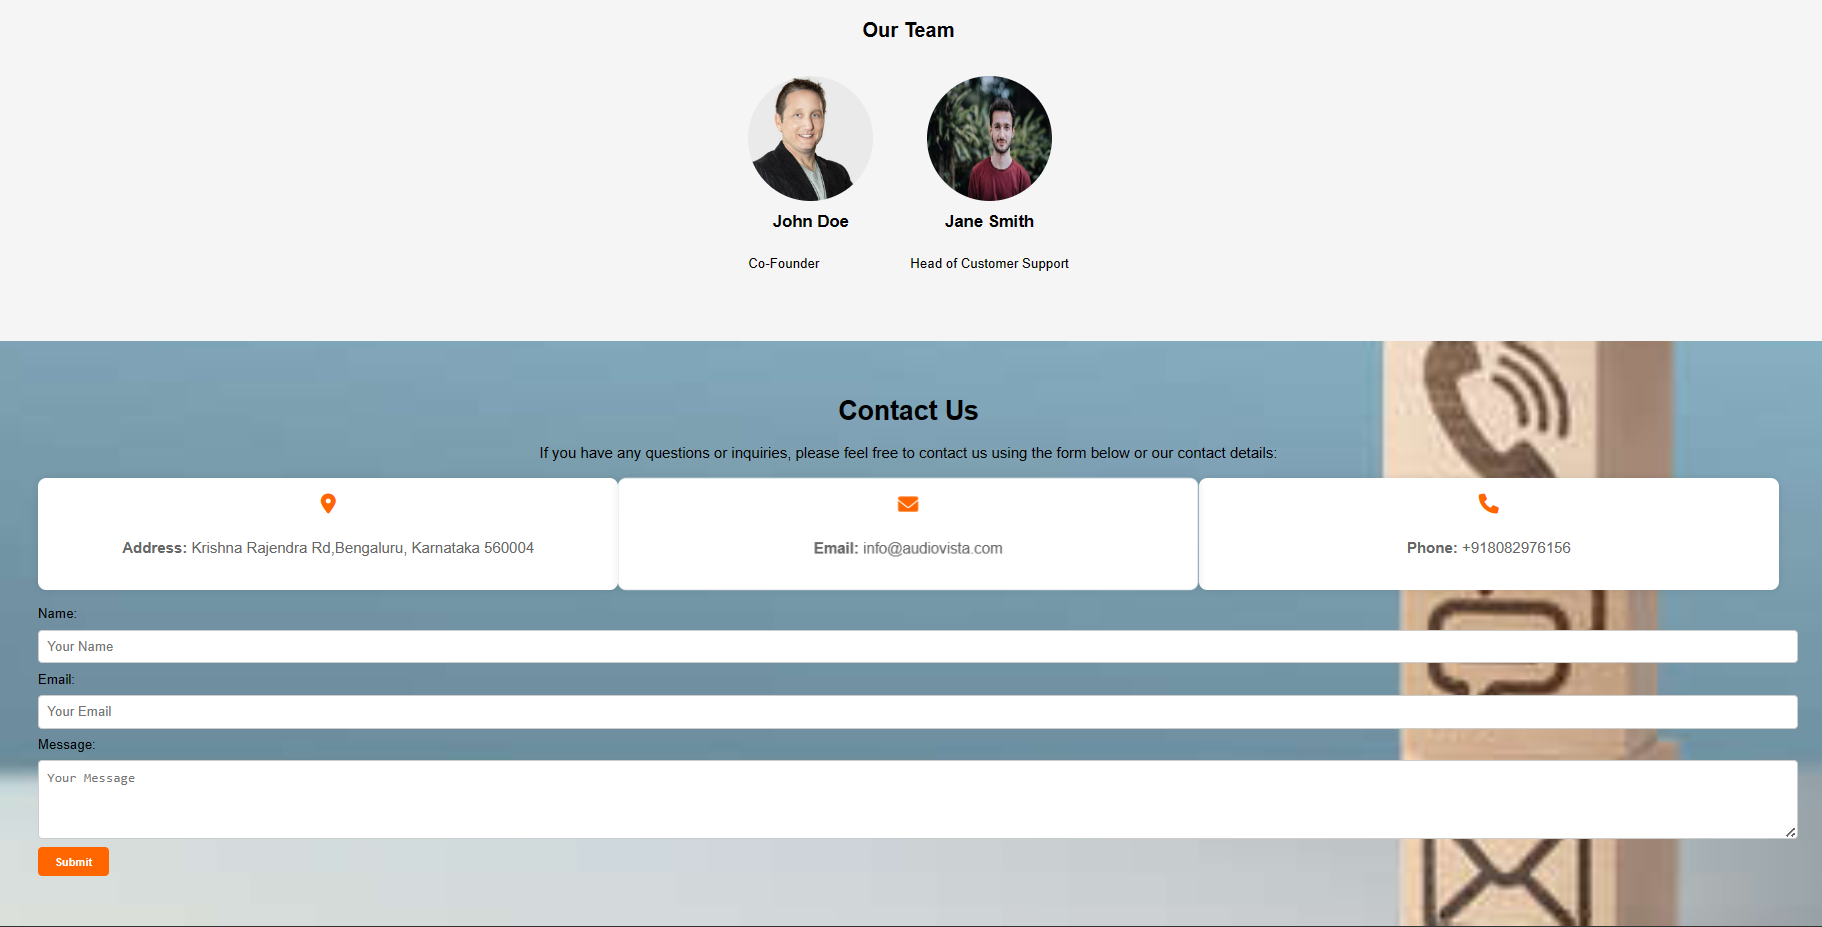 Our Team
John Doe
Jane Smith
Co-Founder
Head of Customer Support
Contact Us
If you have any questions or inquiries, please feel free to contact us using the form below or our contact details:
Address: Krishna Rajendra Rd,Bengaluru, Karnataka 560004
Email: info@audiovista.com
Phone: +918082976156
Name:
Your Name
Email:
Your Email
Message:
Your Message
Submit